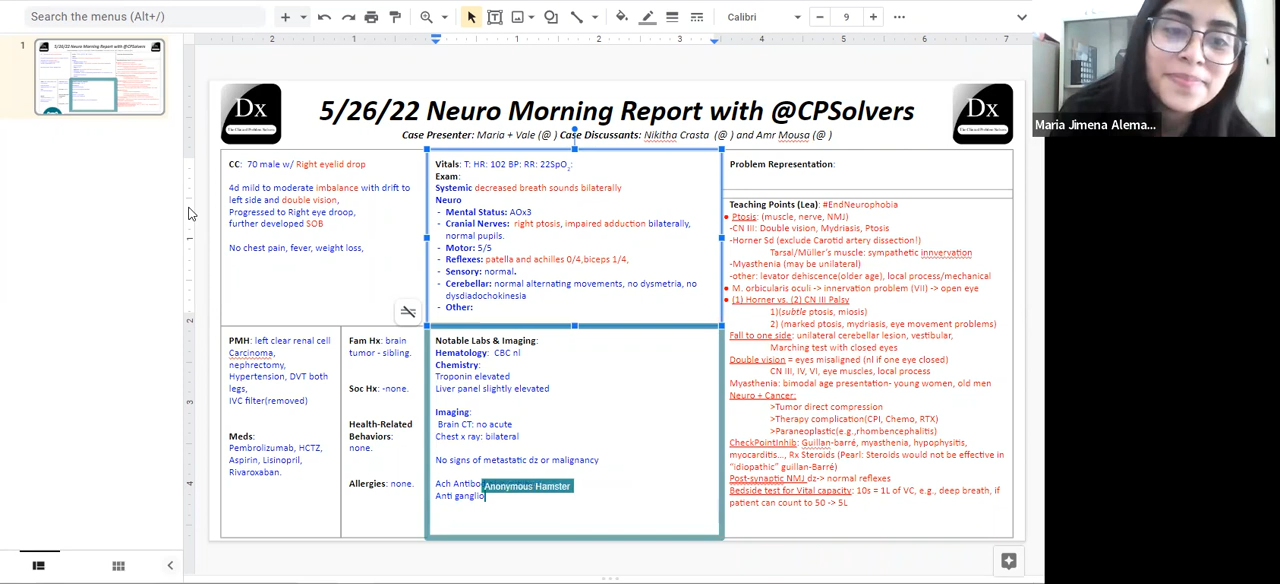 Search the menus (Alt+/)
Calibri
9
1
2 1 1 2 3 4 5 6 7
Maria Jimena Alema...
Dx
5/26/22 Neuro Morning Report with @CPSolvers
Dx
Case Presenter: Maria + Vale (@ ) Case Discussants: Nikitha Crasta (@ ) and Amr Mousa (@ )
CC: 70 male w/ Right eyelid drop
4d mild to moderate imbalance with drift to
left side and double vision,
Progressed to Right eye droop,
further developed SOB
No chest pain, fever, weight loss,
Vitals: T: HR: 102 BP: RR: 22SpO2:
Exam:
Systemic decreased breath sounds bilaterally
Neuro
- Mental Status: AOx3
- Cranial Nerves: right ptosis, impaired adduction bilaterally,
normal pupils.
- Motor: 5/5
- Reflexes: patella and achilles 0/4,biceps 1/4,
- Sensory: normal.
- Cerebellar: normal alternating movements, no dysmetria, no
dysdiadochokinesia
- Other:
PMH: left clear renal cell
Carcinoma,
nephrectomy,
Hypertension, DVT both
legs,
IVC filter(removed)
Meds:
Pembrolizumab, HCTZ,
Aspirin, Lisinopril,
Rivaroxaban.
Fam Hx: brain
tumor - sibling.
Soc Hx: -none.
Health-Related
Behaviors:
none.
Allergies: none.
Notable Labs & Imaging:
Hematology: CBC nl
Chemistry:
Troponin elevated
Liver panel slightly elevated
Imaging:
Brain CT: no acute
Chest x ray: bilateral
No signs of metastatic dz or malignancy
Ach Antibo
Anonymous Hamster
Anti ganglio
Problem Representation:
Teaching Points (Lea): #EndNeurophobia
● Ptosis: (muscle, nerve, NMJ)
-CN III: Double vision, Mydriasis, Ptosis
-Horner Sd (exclude Carotid artery dissection!)
Tarsal/Müller's muscle: sympathetic innvervation
-Myasthenia (may be unilateral)
-other: levator dehiscence(older age), local process/mechanical
● M. orbicularis oculi -> innervation problem (VII) -> open eye
● (1) Horner vs. (2) CN III Palsy
1)(subtle ptosis, miosis)
2) (marked ptosis, mydriasis, eye movement problems)
Fall to one side: unilateral cerebellar lesion, vestibular,
Marching test with closed eyes
Double vision = eyes misaligned (nl if one eye closed)
CN III, IV, VI, eye muscles, local process
Myasthenia: bimodal age presentation- young women, old men
Neuro + Cancer:
>Tumor direct compression
>Therapy complication(CPI, Chemo, RTX)
>Paraneoplastic(e.g.,rhombencephalitis)
CheckPointInhib: Guillan-barré, myasthenia, hypophysitis,
myocarditis..., Rx Steroids (Pearl: Steroids would not be effective in
"idiopathic" guillan-Barré)
Post-synaptic NMJ dz-> normal reflexes
Bedside test for Vital capacity: 10s = 1L of VC, e.g., deep breath, if
patient can count to 50 -> 5L